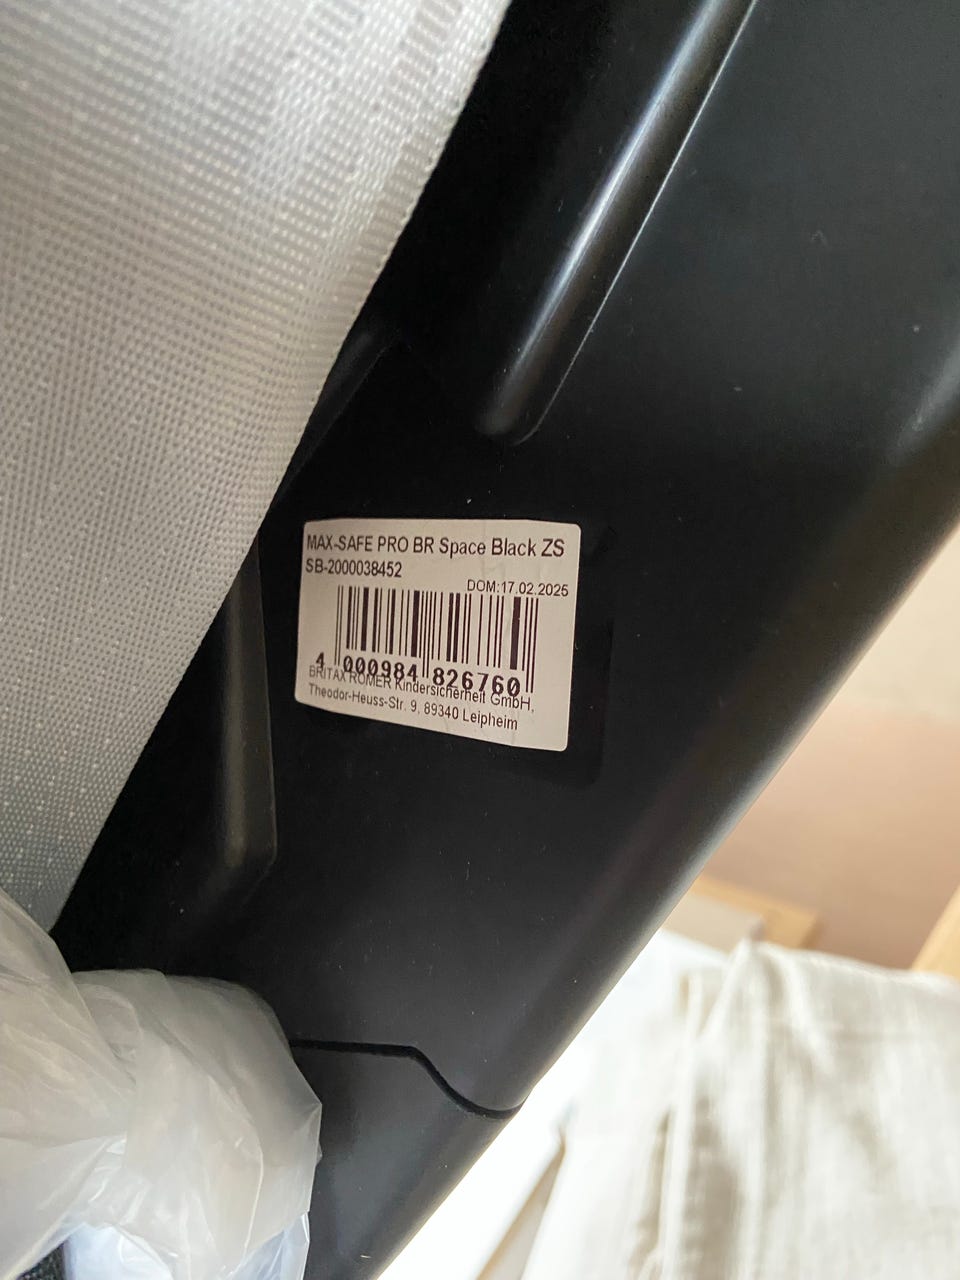 MAX-SAFE PRO BR Space Black ZS
SB-2000038452
DOM:17.02.2025
4 000984 826760
BRITAX RÖMER Kindersicherheit GmbH,
Theodor-Heuss-Str. 9, 89340 Leipheim